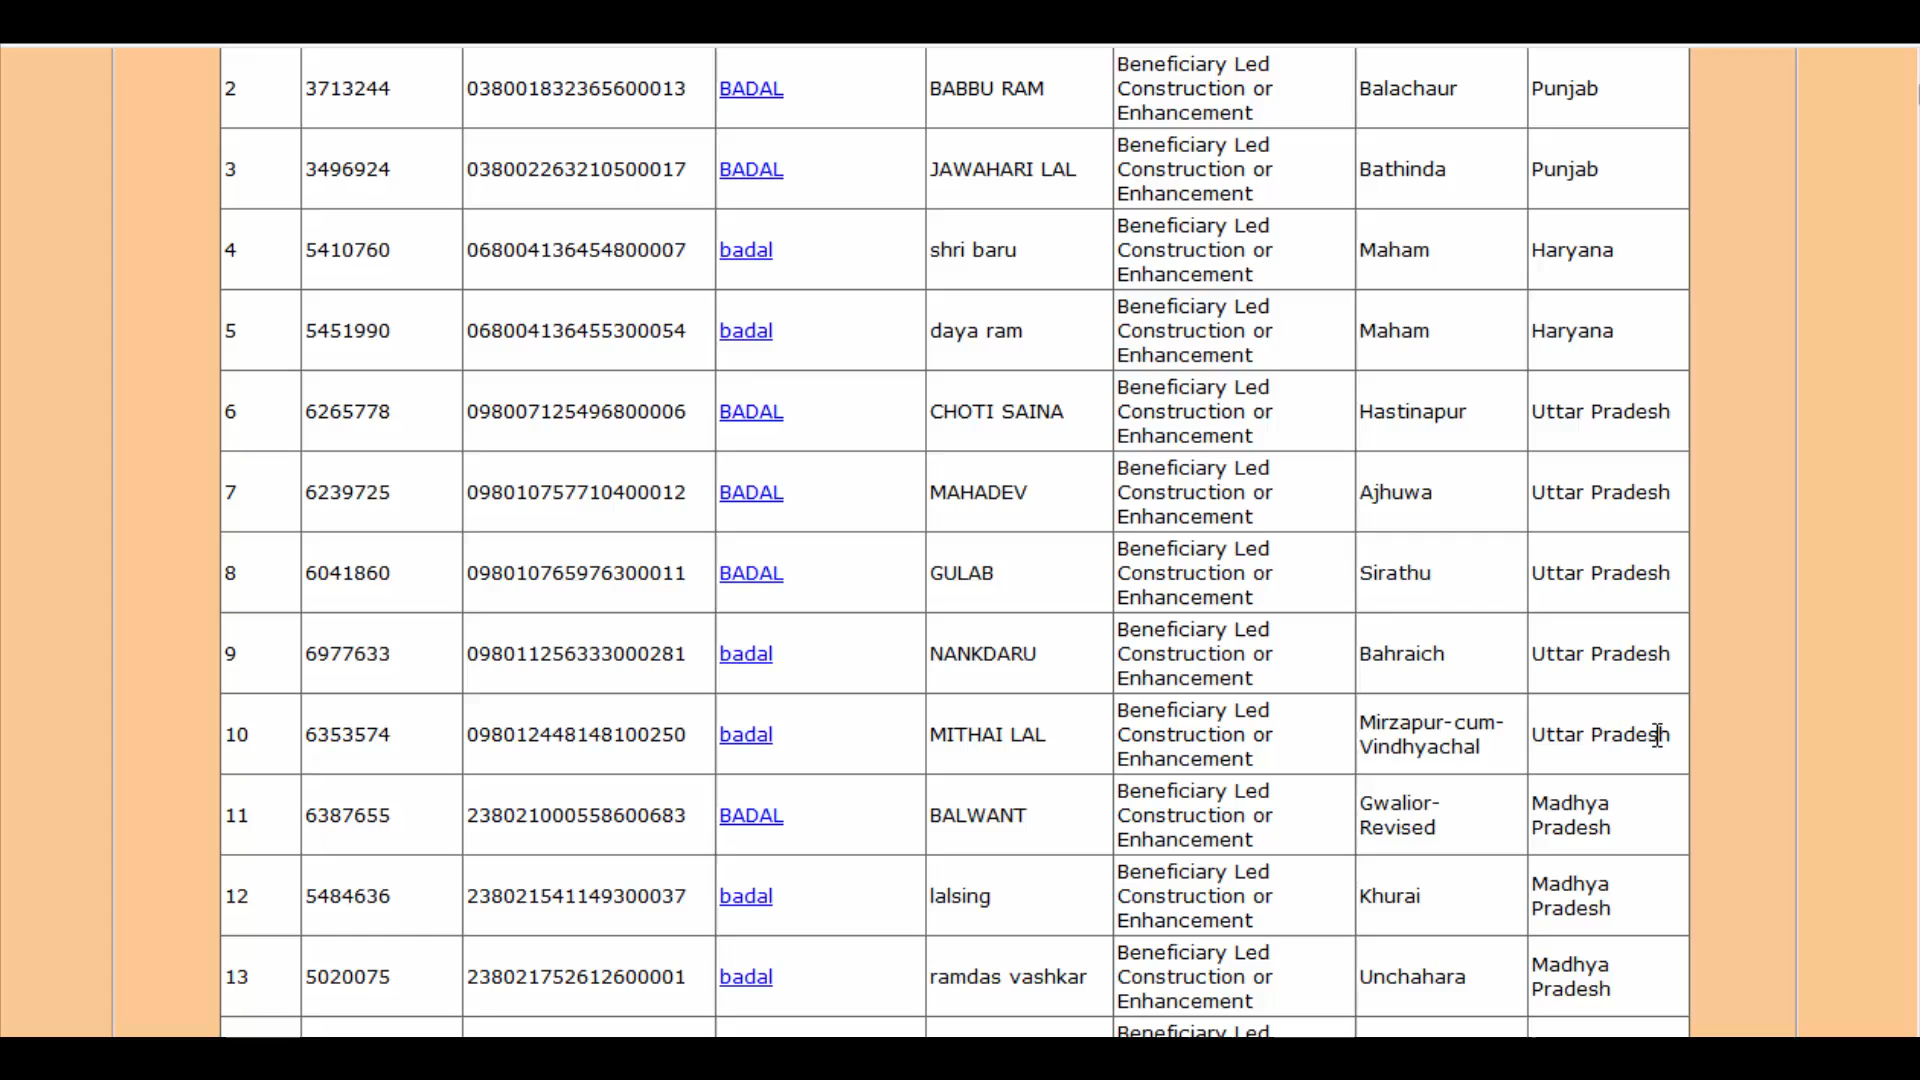 2 3713244 038001832365600013 BADAL BABBU RAM Beneficiary Led Construction or Enhancement Balachaur Punjab
3 3496924 038002263210500017 BADAL JAWAHARI LAL Beneficiary Led Construction or Enhancement Bathinda Punjab
4 5410760 068004136454800007 badal shri baru Beneficiary Led Construction or Enhancement Maham Haryana
5 5451990 068004136455300054 badal daya ram Beneficiary Led Construction or Enhancement Maham Haryana
6 6265778 098007125496800006 BADAL CHOTI SAINA Beneficiary Led Construction or Enhancement Hastinapur Uttar Pradesh
7 6239725 098010757710400012 BADAL MAHADEV Beneficiary Led Construction or Enhancement Ajhuwa Uttar Pradesh
8 6041860 098010765976300011 BADAL GULAB Beneficiary Led Construction or Enhancement Sirathu Uttar Pradesh
9 6977633 098011256333000281 badal NANKDARU Beneficiary Led Construction or Enhancement Bahraich Uttar Pradesh
10 6353574 098012448148100250 badal MITHAI LAL Beneficiary Led Construction or Enhancement Mirzapur-cum-Vindhyachal Uttar Pradesh
11 6387655 238021000558600683 BADAL BALWANT Beneficiary Led Construction or Enhancement Gwalior-Revised Madhya Pradesh
12 5484636 238021541149300037 badal lalsing Beneficiary Led Construction or Enhancement Khurai Madhya Pradesh
13 5020075 238021752612600001 badal ramdas vashkar Beneficiary Led Construction or Enhancement Unchahara Madhya Pradesh
Beneficiary Led